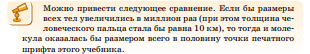 Можно привести следующее сравнение. Если бы размеры
всех тел увеличились в миллион раз (при этом толщина че-
ловеческого пальца стала бы равна 10 км), то тогда и моле-
кула оказалась бы размером всего в половину точки печатного
шрифта этого учебника.